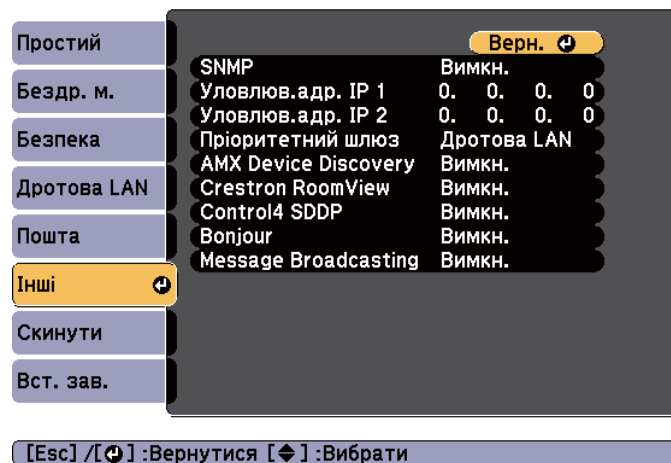 Простий
Бездр. м.
Безпека
Дротова LAN
Пошта
Інші
Скинути
Вст. зав.
Верн.
SNMP Вимкн.
Уловлюв.адр. IP 1 0. 0. 0. 0
Уловлюв.адр. IP 2 0. 0. 0. 0
Пріоритетний шлюз Дротова LAN
AMX Device Discovery Вимкн.
Crestron RoomView Вимкн.
Control4 SDDP Вимкн.
Bonjour Вимкн.
Message Broadcasting Вимкн.
[Esc] /[⏎] :Вернутися [◆] :Вибрати